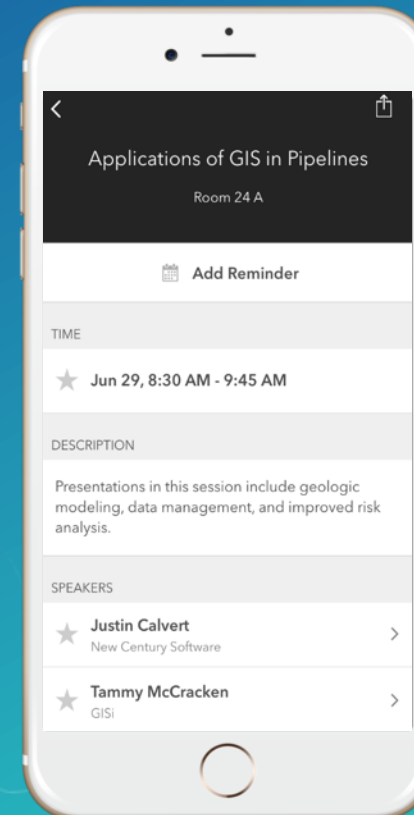 Applications of GIS in Pipelines
Room 24 A
Add Reminder
TIME
Jun 29, 8:30 AM - 9:45 AM
DESCRIPTION
Presentations in this session include geologic
modeling, data management, and improved risk
analysis.
SPEAKERS
Justin Calvert
New Century Software
Tammy McCracken
GISi